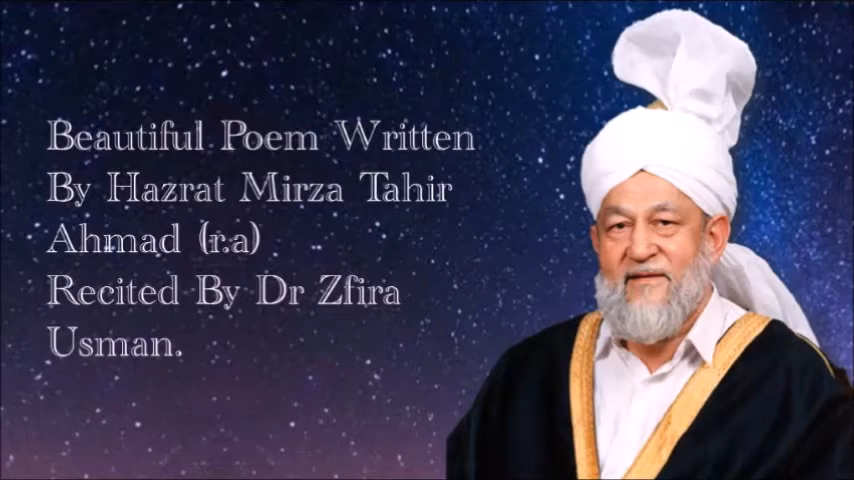 Beautiful Poem Written
By Hazrat Mirza Tahir
Ahmad (r.a)
Recited By Dr Zfira
Usman.